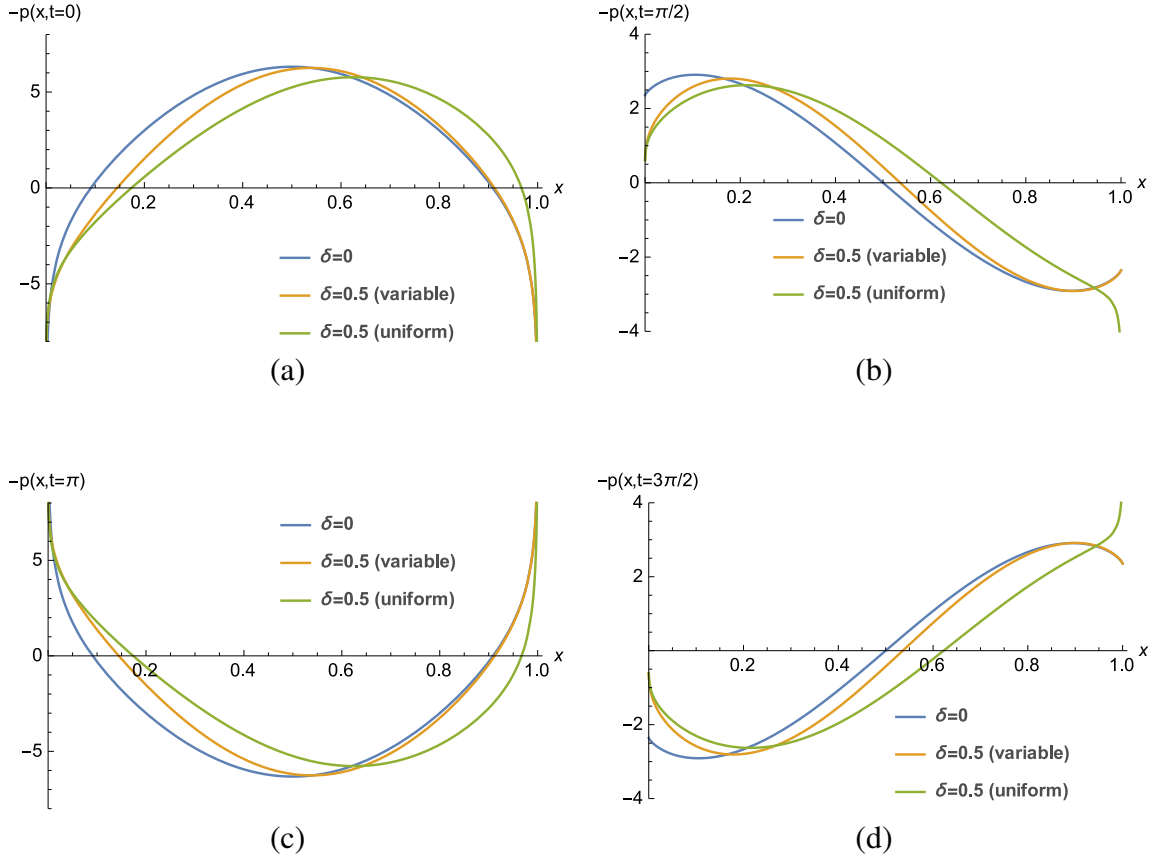 −p(x,t=0)
5
0
−5
0.2
0.4
0.6
0.8
1.0
x
δ=0
δ=0.5 (variable)
δ=0.5 (uniform)
(a)
−p(x,t=π/2)
4
2
0
−2
−4
0.2
0.4
0.6
0.8
1.0
x
δ=0
δ=0.5 (variable)
δ=0.5 (uniform)
(b)
−p(x,t=π)
5
0
−5
0.2
0.4
0.6
0.8
1.0
x
δ=0
δ=0.5 (variable)
δ=0.5 (uniform)
(c)
−p(x,t=3π/2)
4
2
−2
−4
0.2
0.4
0.6
0.8
1.0
x
δ=0
δ=0.5 (variable)
δ=0.5 (uniform)
(d)